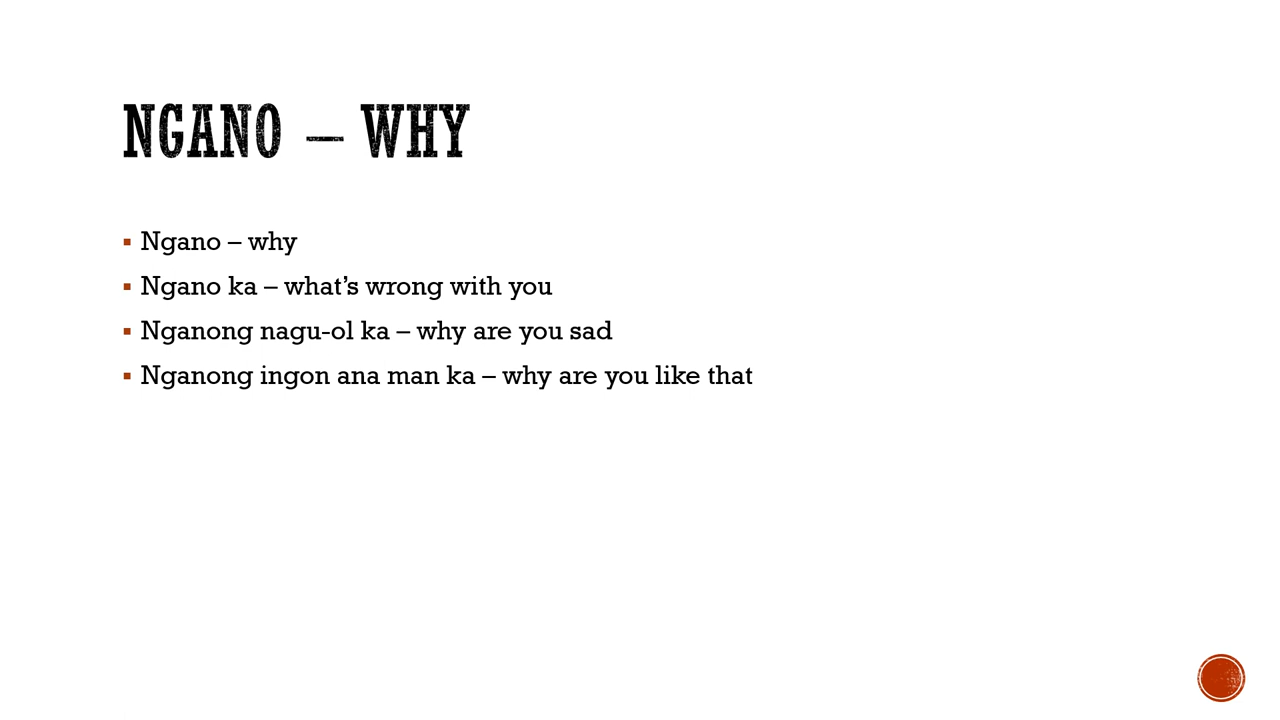 NGANO – WHY
Ngano – why
Ngano ka – what’s wrong with you
Nganong nagu-ol ka – why are you sad
Nganong ingon ana man ka – why are you like that